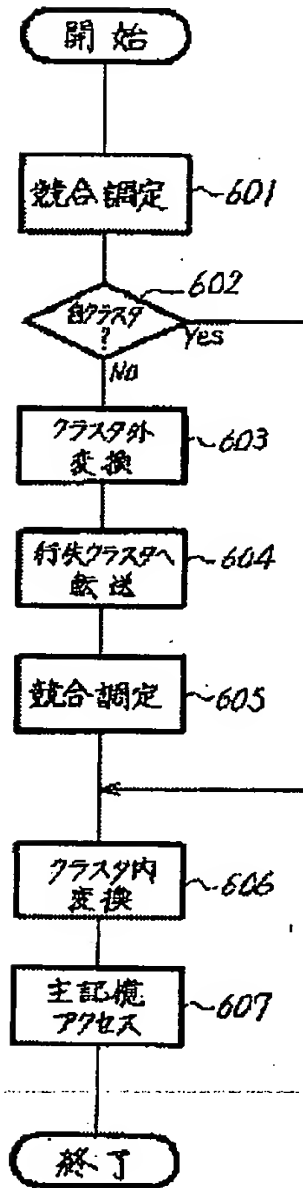 開始
競合調定
601
602
自クラスタ
?
Yes
No
クラスタ外
変換
603
行先クラスタへ
転送
604
競合調定
605
クラスタ内
変換
606
主記憶
アクセス
607
終了